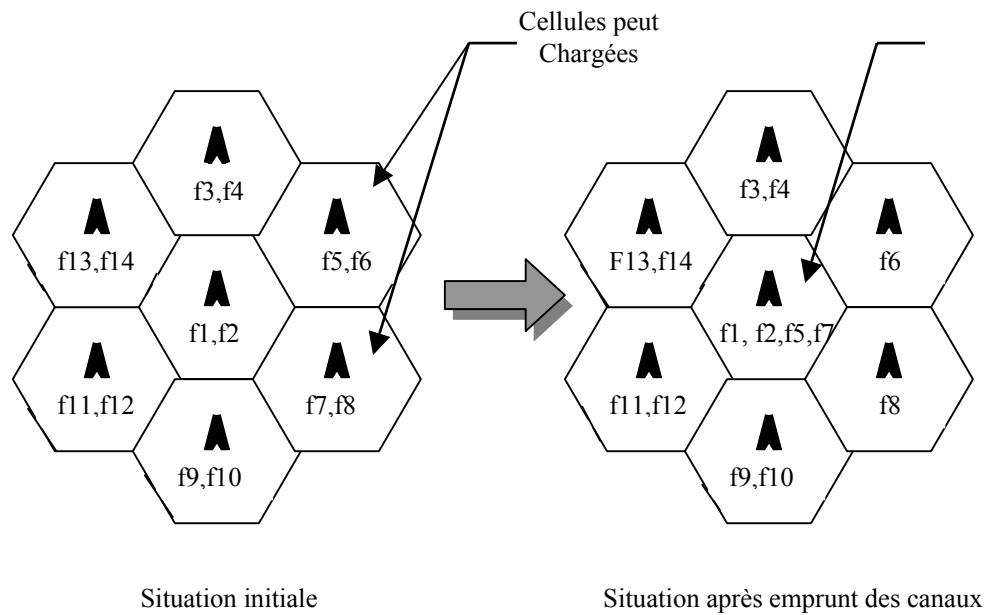 Cellules peut
Chargées
f3,f4
f13,f14
f5,f6
f1,f2
f11,f12
f7,f8
f9,f10
f3,f4
F13,f14
f6
f1, f2,f5,f7
f11,f12
f8
f9,f10
Situation initiale
Situation après emprunt des canaux